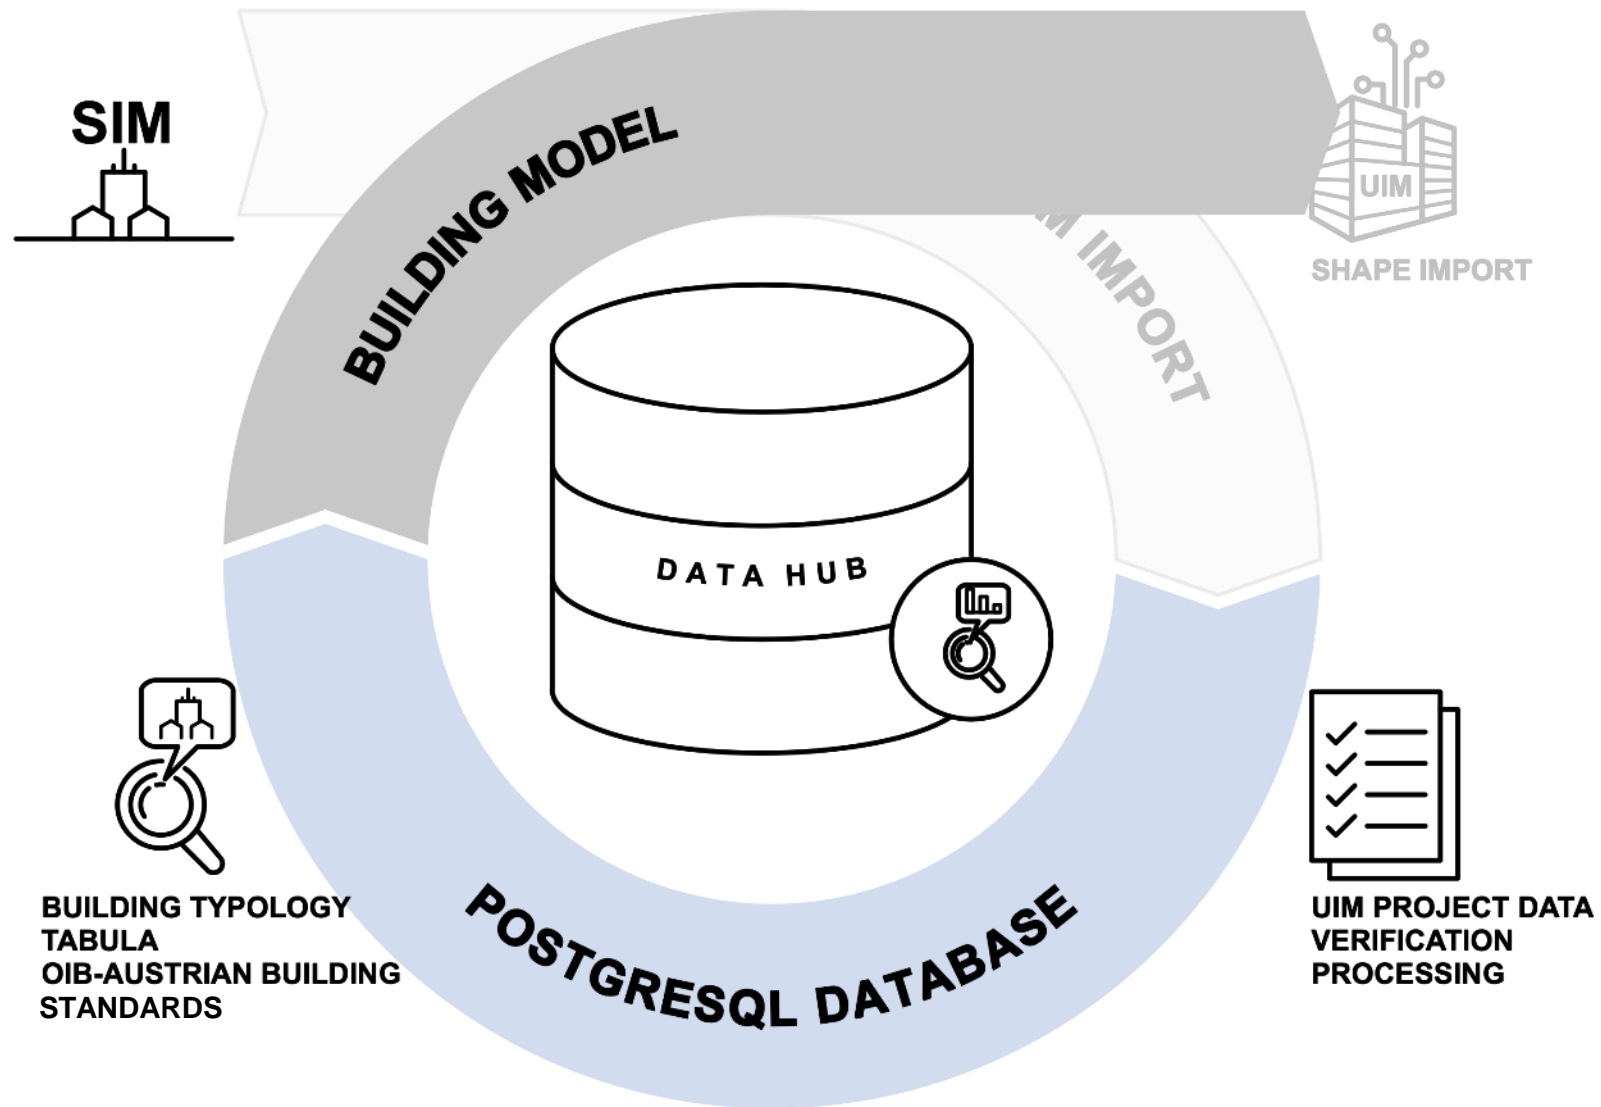 SIM
BUILDING MODEL
IMPORT
UIM
SHAPE IMPORT
DATA HUB
BUILDING TYPOLOGY
TABULA
OIB-AUSTRIAN BUILDING
STANDARDS
POSTGRESQL DATABASE
UIM PROJECT DATA
VERIFICATION
PROCESSING